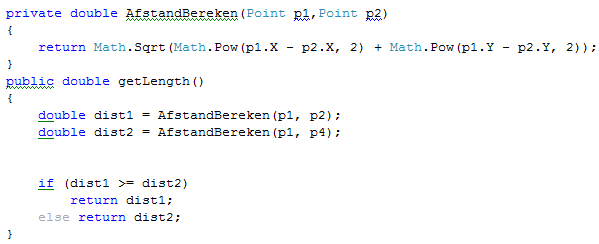 private double AfstandBereken(Point p1,Point p2)
{
    return Math.Sqrt(Math.Pow(p1.X - p2.X, 2) + Math.Pow(p1.Y - p2.Y, 2));
}
public double getLength()
{
    double dist1 = AfstandBereken(p1, p2);
    double dist2 = AfstandBereken(p1, p4);
    if (dist1 >= dist2)
        return dist1;
    else return dist2;
}